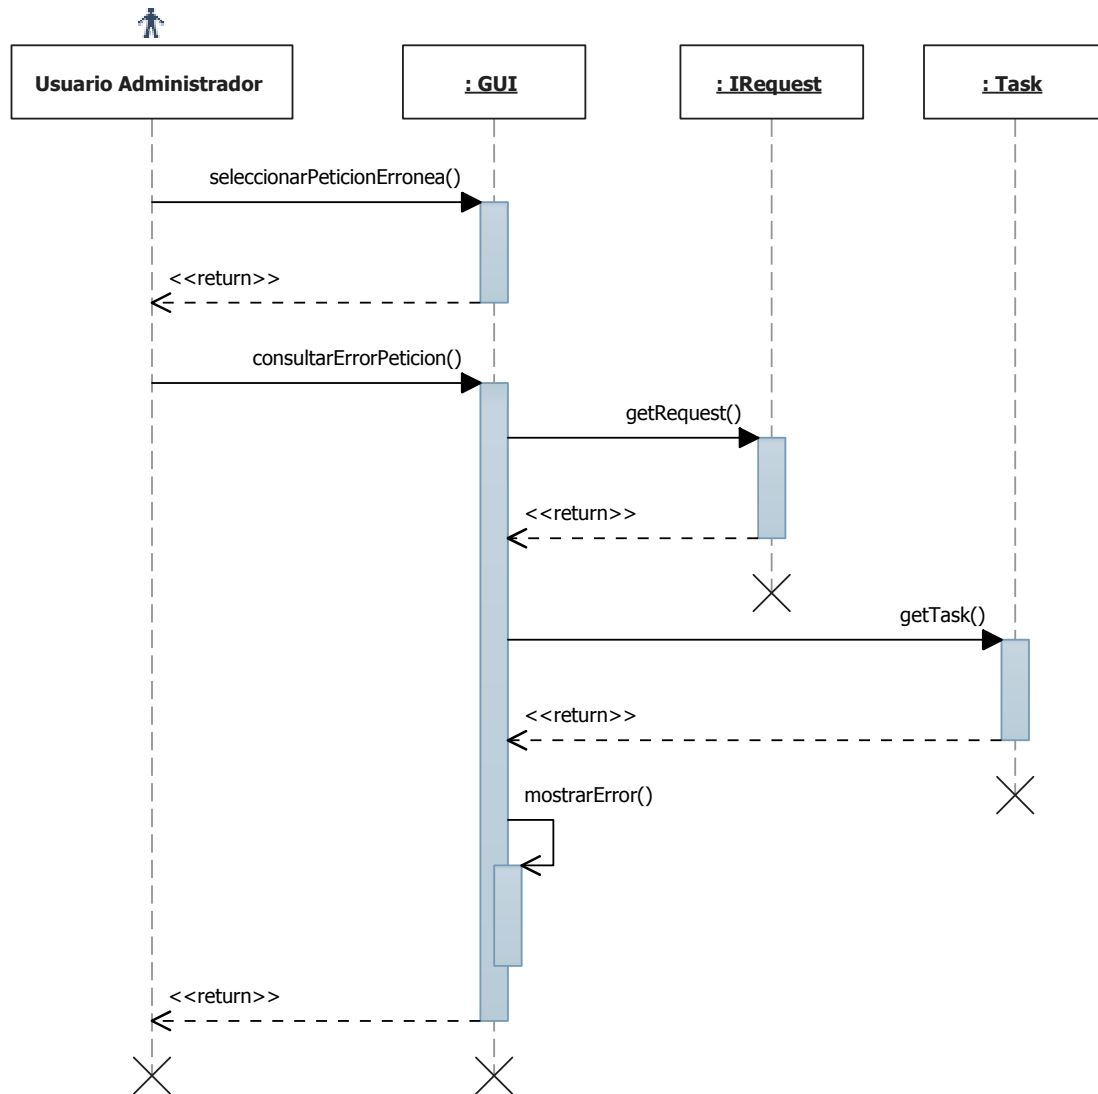 Usuario Administrador
: GUI
: IRequest
: Task
seleccionarPeticionErronea()
<<return>>
consultarErrorPeticion()
getRequest()
<<return>>
getTask()
<<return>>
mostrarError()
<<return>>